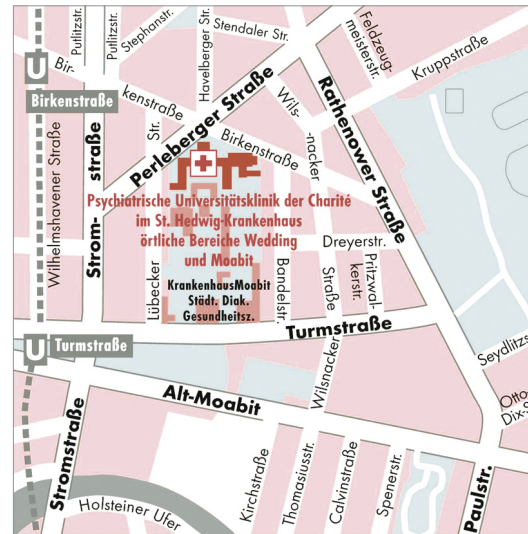 Putlitzstr.
Putlitzstr.
Stephanstr.
Havelberger Str.
Stendaler Str.
Feldzeug-
meisterstr.
Kruppstraße
U
Bir-
kenstraße
Birkenstraße
Perleberger Straße
Wils-
-nacker
Straße
Rathenower Straße
Birkenstraße
Wilhelmshavener Straße
Strom-
straße
Str.
Lübecker
Psychiatrische Universitätsklinik der Charité
im St. Hedwig-Krankenhaus
örtliche Bereiche Wedding
und Moabit
KrankenhausMoabit
Städt. Diak.
Gesundheitsz.
Dreyerstr.
Bandelstr.
Pritzwal-
kerstr.
U
Turmstraße
Turmstraße
Wilsnacker
Seydlitzs
Otto-
Dix-S
Alt-Moabit
Stromstraße
Holsteiner Ufer
Kirchstraße
Thomasiusstr.
Calvinstraße
Spenerstr.
Paulstr.